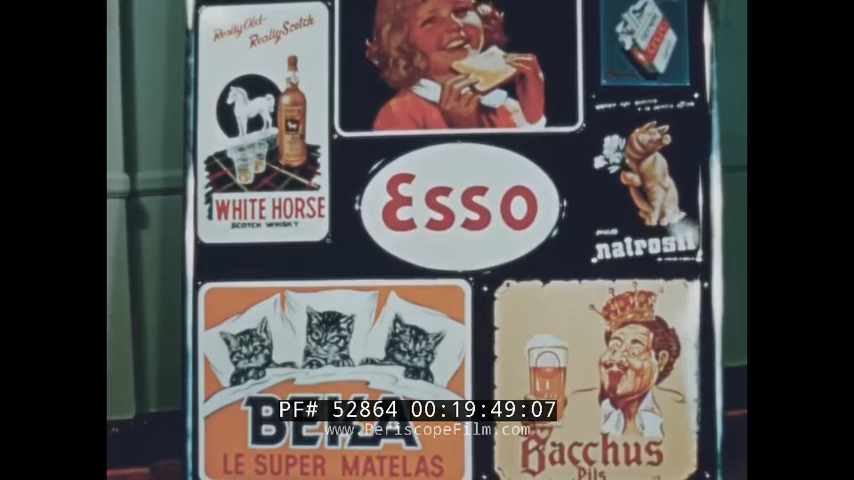 Really Old-
Really Scotch
WHITE HORSE
SCOTCH WHISKY
Esso
natrosil
BEKA
LE SUPER MATELAS
Bacchus
Pils
PF# 52864 00:19:49:07
www.PeriscopeFilm.com